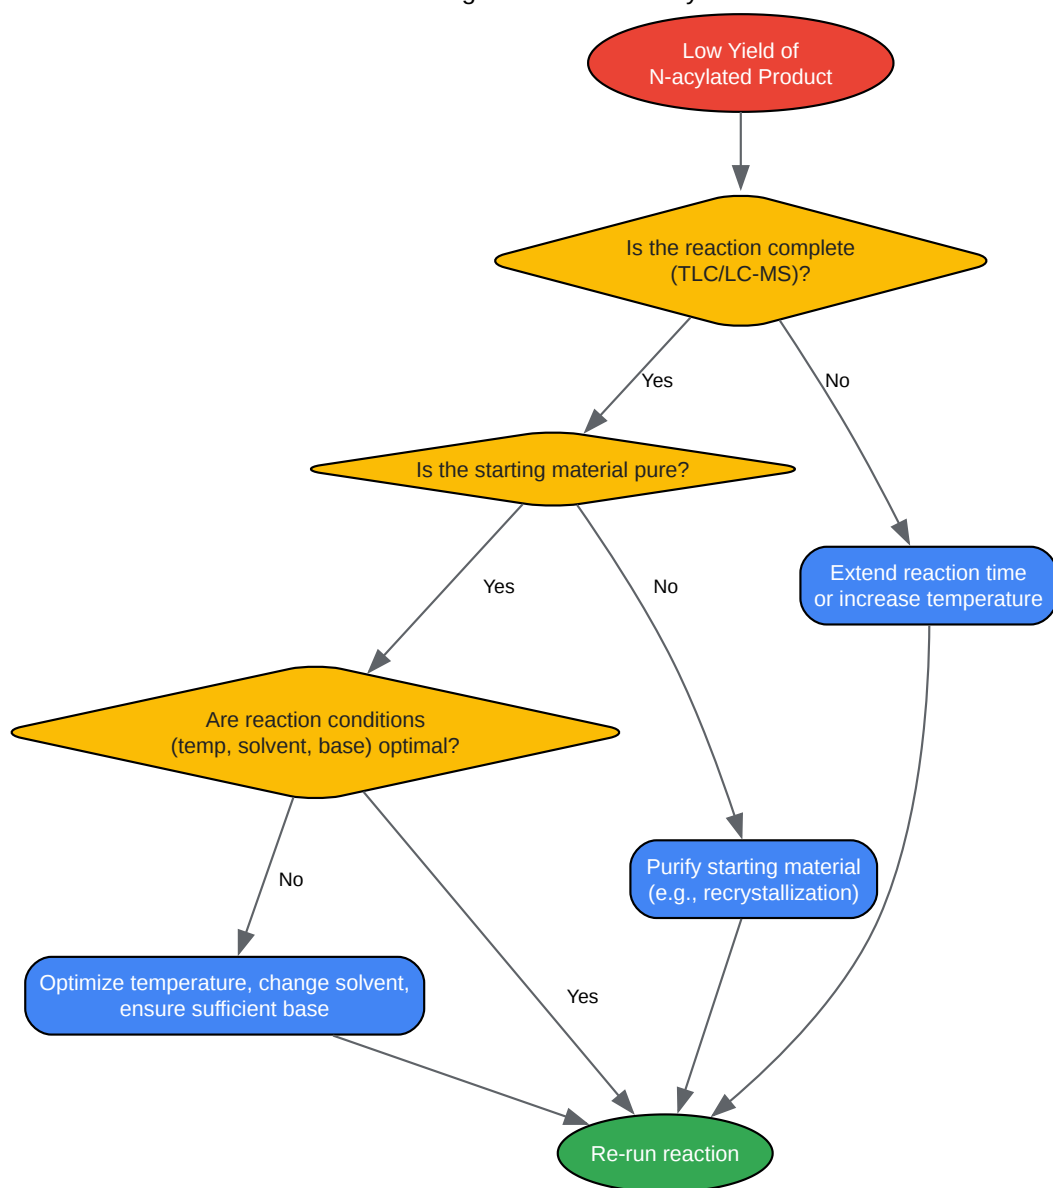 Low Yield of
N-acylated Product
Is the reaction complete
(TLC/LC-MS)?
Yes
No
Is the starting material pure?
Yes
No
Extend reaction time
or increase temperature
Are reaction conditions
(temp, solvent, base) optimal?
No
Yes
Purify starting material
(e.g., recrystallization)
Optimize temperature, change solvent,
ensure sufficient base
Re-run reaction